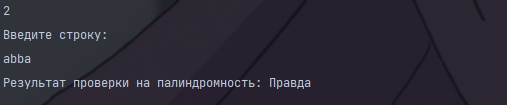 2
Введите строку:
abba
Результат проверки на палиндромность: Правда